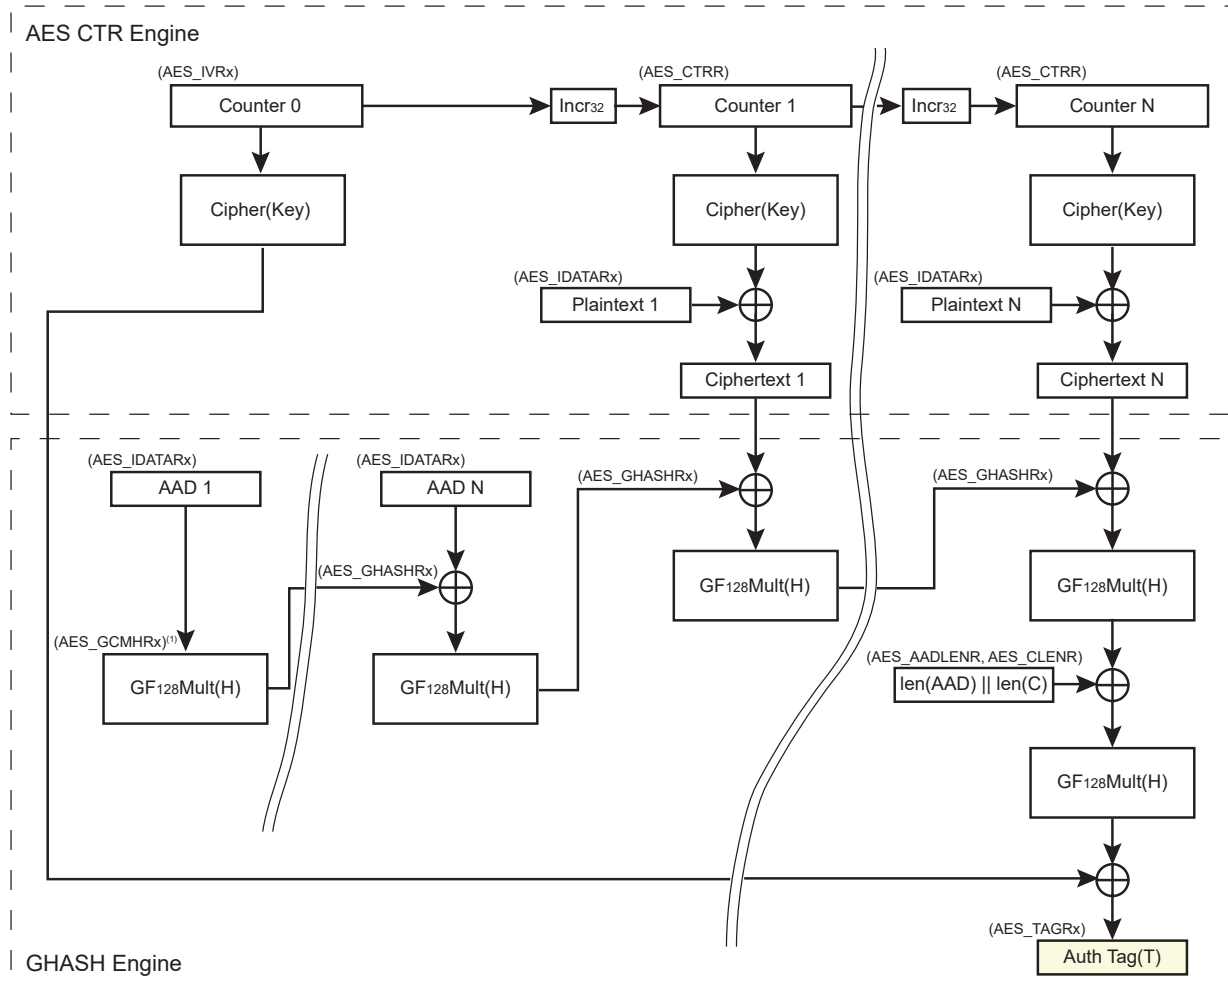 AES CTR Engine
(AES_IVRx)
(AES_CTRR)
(AES_CTRR)
Counter 0
Incr32
Counter 1
Incr32
Counter N
Cipher(Key)
Cipher(Key)
Cipher(Key)
(AES_IDATARx)
(AES_IDATARx)
Plaintext 1
Plaintext N
Ciphertext 1
Ciphertext N
(AES_IDATARx)
(AES_IDATARx)
AAD 1
AAD N
(AES_GHASHRx)
(AES_GHASHRx)
(AES_GHASHRx)
GF128Mult(H)
GF128Mult(H)
(AES_GCMHRx)(1)
GF128Mult(H)
GF128Mult(H)
(AES_AADLENR, AES_CLENR)
len(AAD) || len(C)
GF128Mult(H)
(AES_TAGRx)
Auth Tag(T)
GHASH Engine